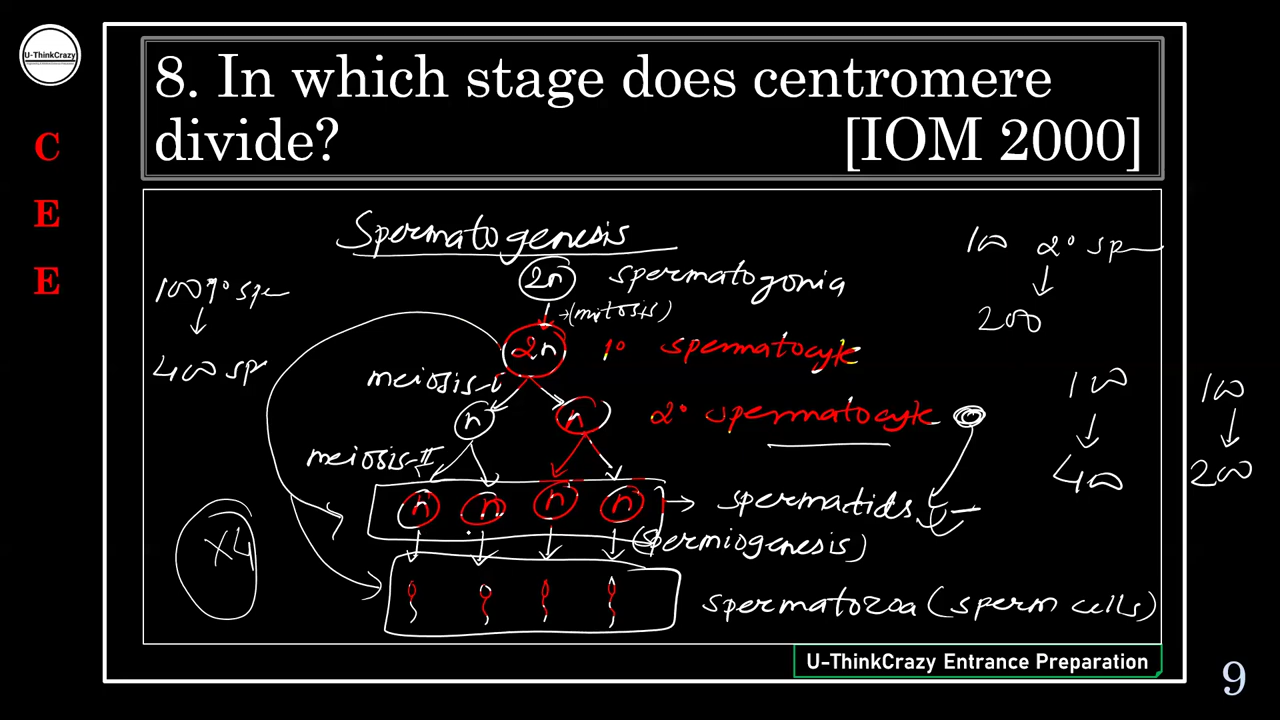 U-ThinkCrazy
8. In which stage does centromere
divide? [IOM 2000]
C
E
E
Spermatogenesis
2n spermatogonia
(mitosis)
2n 1° spermatocyte
meiosis-I
n n 2° spermatocyte
meiosis-II
n n n n spermatids
(spermiogenesis)
spermatozoa (sperm cells)
100 1° spe
400 sp
X4
100 2° sp
200
100
400
100
200
U-ThinkCrazy Entrance Preparation
9